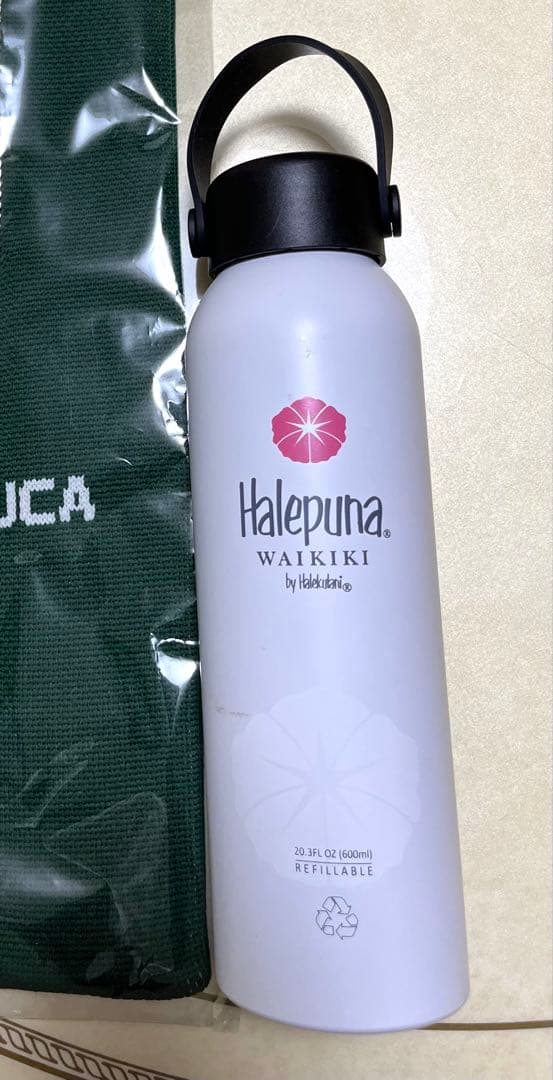 UCA
Halepuna®
WAIKIKI
by Halekulani®
20.3FL OZ (600ml)
REFILLABLE